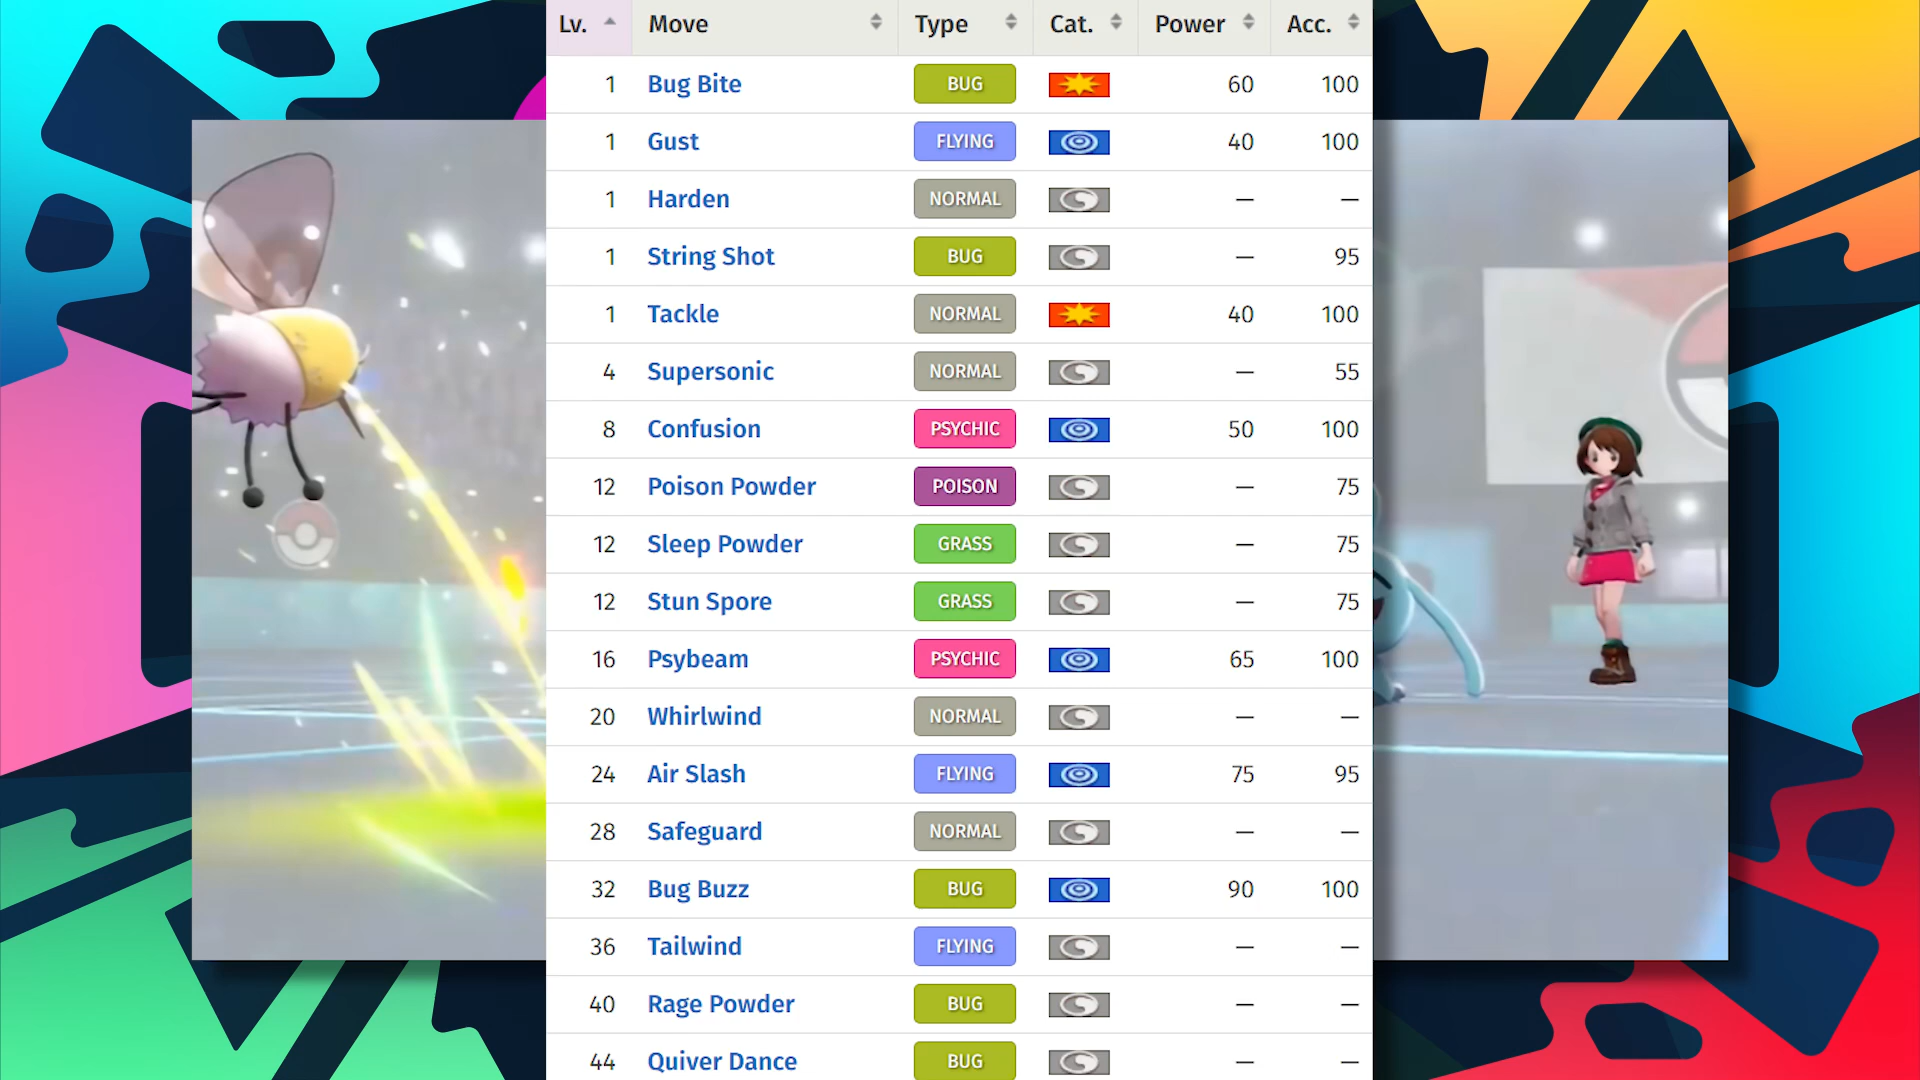 Lv. Move Type Cat. Power Acc.
1 Bug Bite BUG 60 100
1 Gust FLYING 40 100
1 Harden NORMAL — —
1 String Shot BUG — 95
1 Tackle NORMAL 40 100
4 Supersonic NORMAL — 55
8 Confusion PSYCHIC 50 100
12 Poison Powder POISON — 75
12 Sleep Powder GRASS — 75
12 Stun Spore GRASS — 75
16 Psybeam PSYCHIC 65 100
20 Whirlwind NORMAL — —
24 Air Slash FLYING 75 95
28 Safeguard NORMAL — —
32 Bug Buzz BUG 90 100
36 Tailwind FLYING — —
40 Rage Powder BUG — —
44 Quiver Dance BUG — —